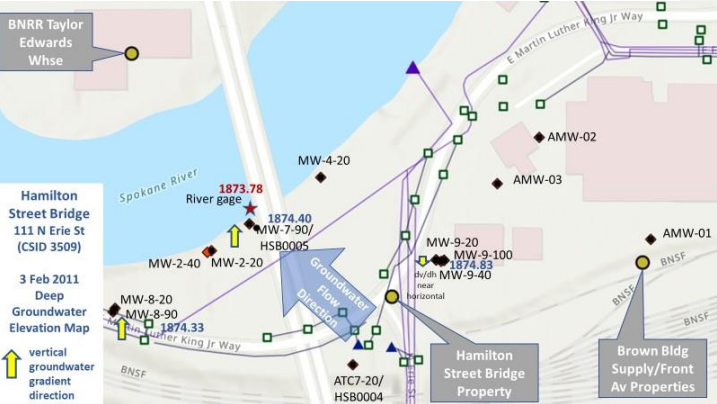 BNRR Taylor
Edwards
Whse
E Martin Luther King Jr Way
AMW-02
MW-4-20
AMW-03
Spokane River
1873.78
River gage
1874.40
MW-7-90/
HSB0005
Hamilton
Street Bridge
111 N Erie St
(CSID 3509)
3 Feb 2011
Deep
Groundwater
Elevation Map
vertical
groundwater
gradient
direction
MW-2-40
MW-2-20
MW-9-20
MW-9-100
1874.83
MW-9-40
dv/dh
near
horizontal
AMW-01
BNSF
BNSF
BNSF
Groundwater
Flow
Direction
MW-8-20
MW-8-90
1874.33
Martin Luther King Jr Way
BNSF
ATC7-20/
HSB0004
Erie St
Hamilton
Street Bridge
Property
Brown Bldg
Supply/Front
Av Properties